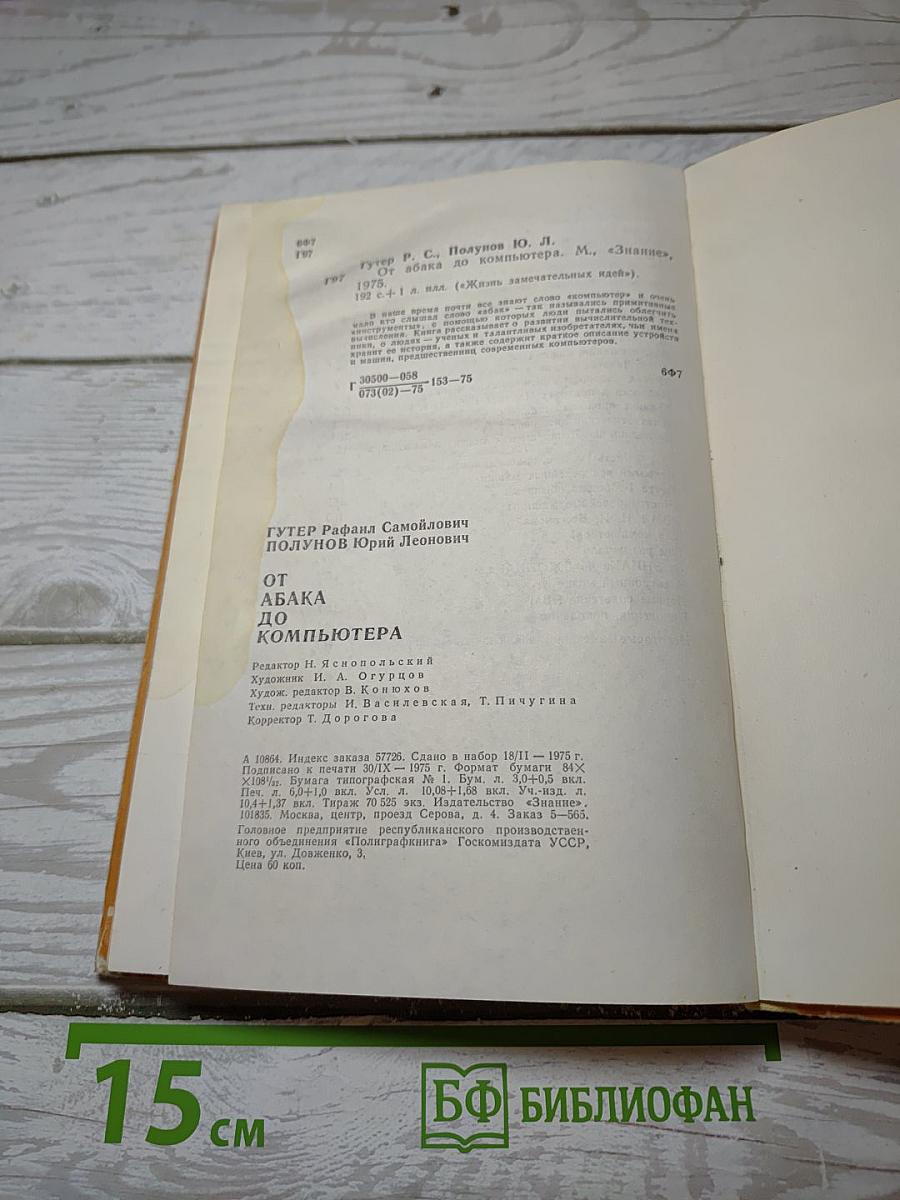 6Ф7
Г97
Гутер Р. С., Полунов Ю. Л.
Г97 От абака до компьютера. М., «Знание»,
1975.
192 с.+1 л. илл. («Жизнь замечательных идей»).
В наше время почти все знают слово «компьютер» и очень
мало кто слышал слово «абак» — так назывались примитивные
«инструменты», с помощью которых люди пытались облегчить
вычисления. Книга рассказывает о развитии вычислительной тех-
ники, о людях — ученых и талантливых изобретателях, чьи имена
хранит ее история, а также содержит краткое описание устройств
и машин, предшественниц современных компьютеров.
Г 30500—058
073(02)—75 153—75
6Ф7
ГУТЕР Рафаил Самойлович
ПОЛУНОВ Юрий Леонович
ОТ
АБАКА
ДО
КОМПЬЮТЕРА
Редактор Н. Яснопольский
Художник И. А. Огурцов
Худож. редактор В. Конюхов
Техн. редакторы И. Василевская, Т. Пичугина
Корректор Т. Дорогова
А 10864. Индекс заказа 57726. Сдано в набор 18/II — 1975 г.
Подписано к печати 30/IX — 1975 г. Формат бумаги 84×
×108¹/₃₂. Бумага типографская № 1. Бум. л. 3,0+0,5 вкл.
Печ. л. 6,0+1,0 вкл. Усл. л. 10,08+1,68 вкл. Уч.-изд. л.
10,4+1,37 вкл. Тираж 70 525 экз. Издательство «Знание».
101835. Москва, центр, проезд Серова, д. 4. Заказ 5—565.
Головное предприятие республиканского производствен-
ного объединения «Полиграфкнига» Госкомиздата УССР,
Киев, ул. Довженко, 3.
Цена 60 коп.
15 см
БФ БИБЛИОФАН